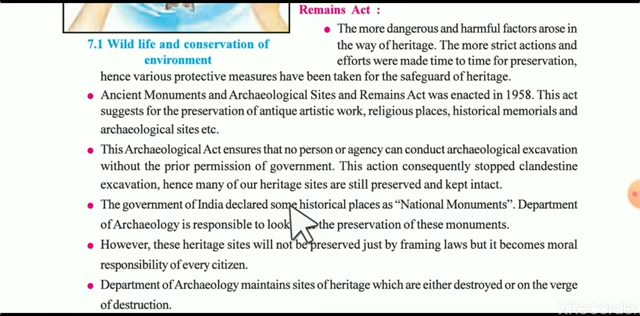 Remains Act :
● The more dangerous and harmful factors arose in
the way of heritage. The more strict actions and
efforts were made time to time for preservation,
7.1 Wild life and conservation of
environment
hence various protective measures have been taken for the safeguard of heritage.
● Ancient Monuments and Archaeological Sites and Remains Act was enacted in 1958. This act
suggests for the preservation of antique artistic work, religious places, historical memorials and
archaeological sites etc.
● This Archaeological Act ensures that no person or agency can conduct archaeological excavation
without the prior permission of government. This action consequently stopped clandestine
excavation, hence many of our heritage sites are still preserved and kept intact.
● The government of India declared some historical places as “National Monuments”. Department
of Archaeology is responsible to look the preservation of these monuments.
● However, these heritage sites will not be preserved just by framing laws but it becomes moral
responsibility of every citizen.
● Department of Archaeology maintains sites of heritage which are either destroyed or on the verge
of destruction.